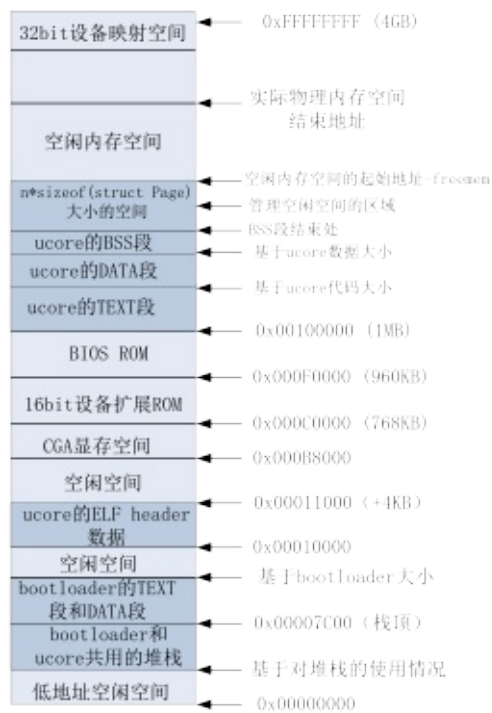 32bit设备映射空间
0xFFFFFFFF (4GB)
实际物理内存空间
结束地址
空闲内存空间
空闲内存空间的起始地址-freemem
n*sizeof(struct Page)
大小的空间
管理空闲空间的区域
BSS段结束处
ucore的BSS段
基于ucore数据大小
ucore的DATA段
基于ucore代码大小
ucore的TEXT段
0x00100000 (1MB)
BIOS ROM
0x000F0000 (960KB)
16bit设备扩展ROM
0x000C0000 (768KB)
CGA显存空间
0x000B8000
空闲空间
0x00011000 (+4KB)
ucore的ELF header
数据
0x00010000
空闲空间
基于bootloader大小
bootloader的TEXT
段和DATA段
0x00007C00 (栈顶)
bootloader和
ucore共用的堆栈
基于对堆栈的使用情况
低地址空闲空间
0x00000000